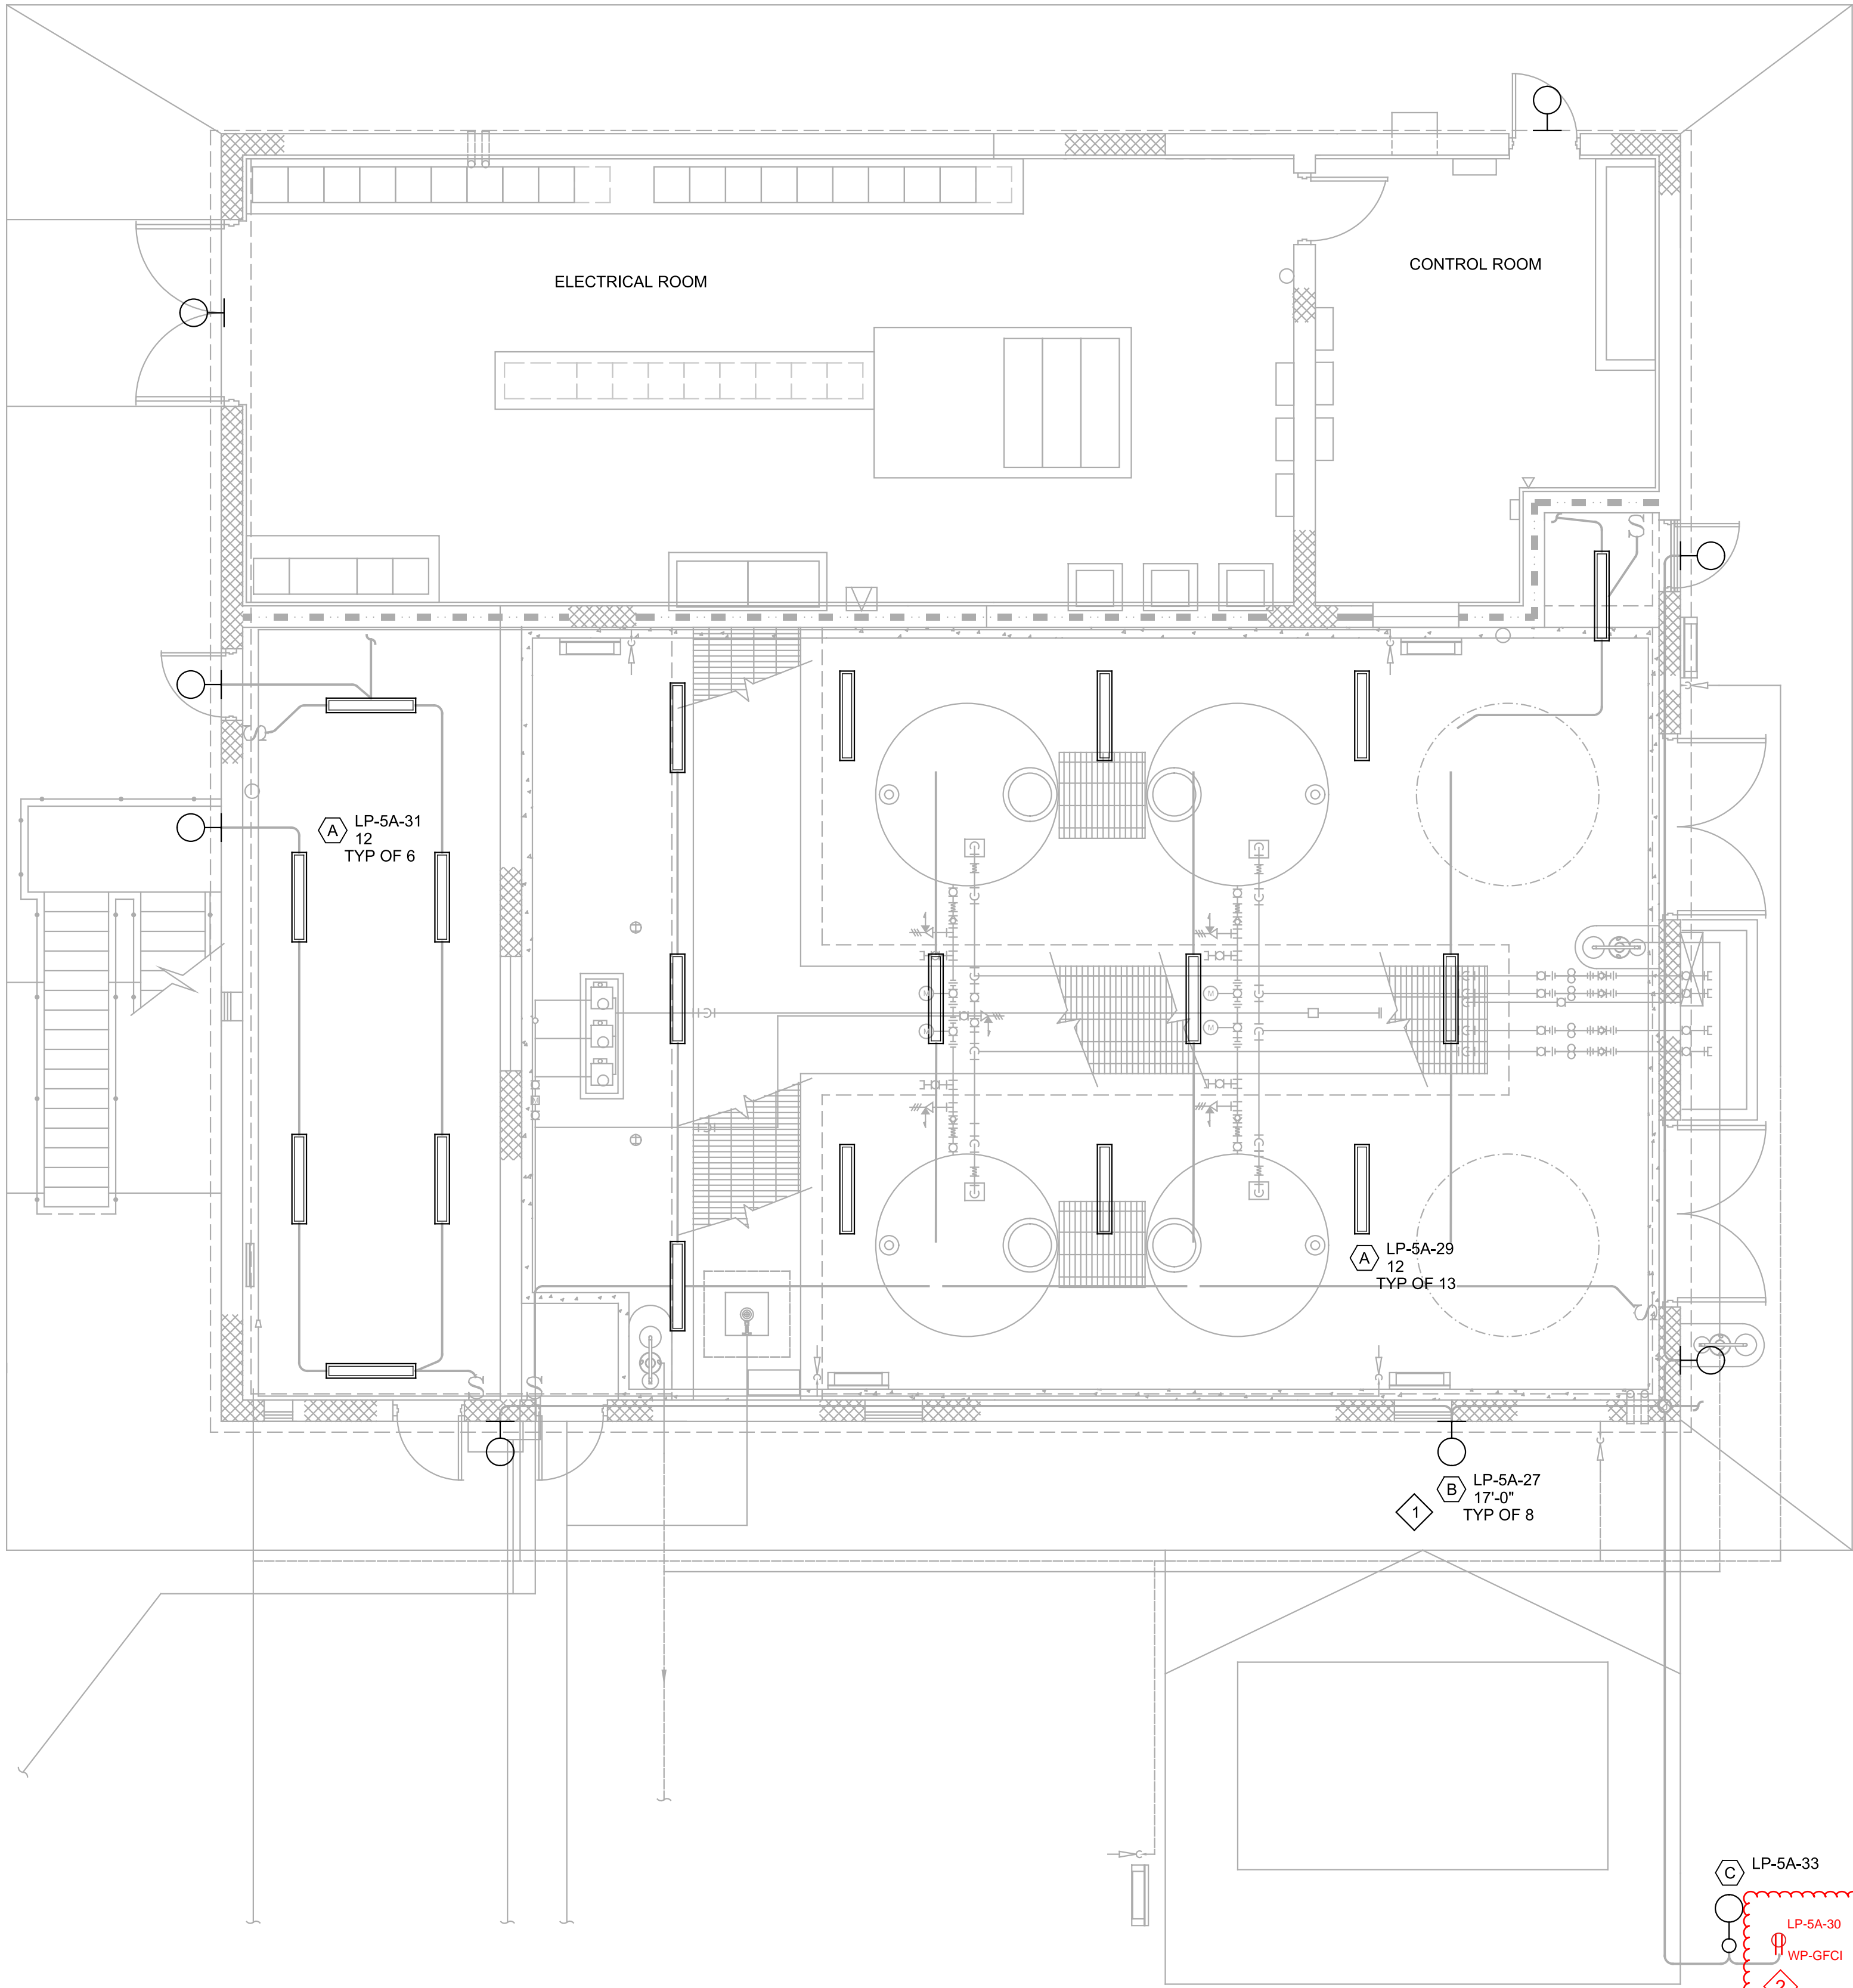 CONTROL ROOM
ELECTRICAL ROOM
S
S
A LP-5A-31
12
TYP OF 6
M
M
M
M
M
A LP-5A-29
12
TYP OF 13
S
S
S
B LP-5A-27
17'-0"
TYP OF 8
1
C LP-5A-33
LP-5A-30
WP-GFCI
2